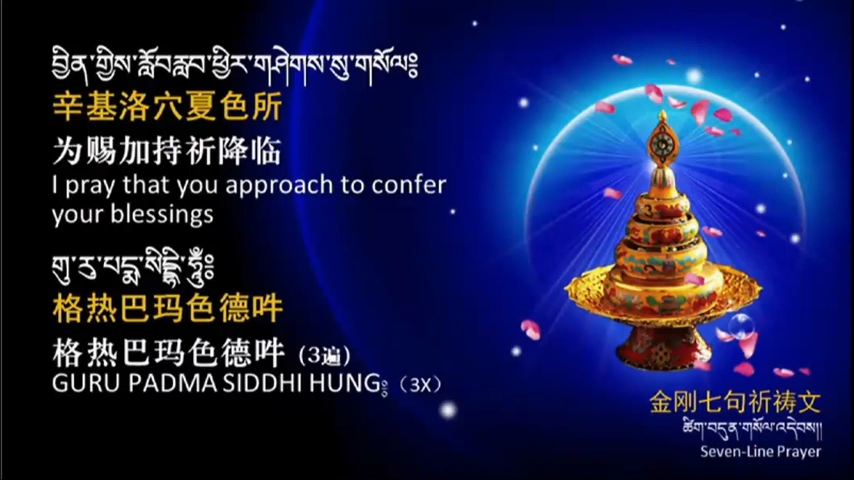 བྱིན་གྱིས་རློབ་རླབ་ཕྱིར་གཤེགས་སུ་གསོལ༔
辛基洛穴夏色所
为赐加持祈降临
I pray that you approach to confer
your blessings
གུ་རུ་པདྨ་སིདྡྷི་ཧཱུྃ༔
格热巴玛色德吽
格热巴玛色德吽 (3遍)
GURU PADMA SIDDHI HUNG༔（3X）
金刚七句祈祷文
ཚིག་བདུན་གསོལ་འདེབས།།
Seven-Line Prayer